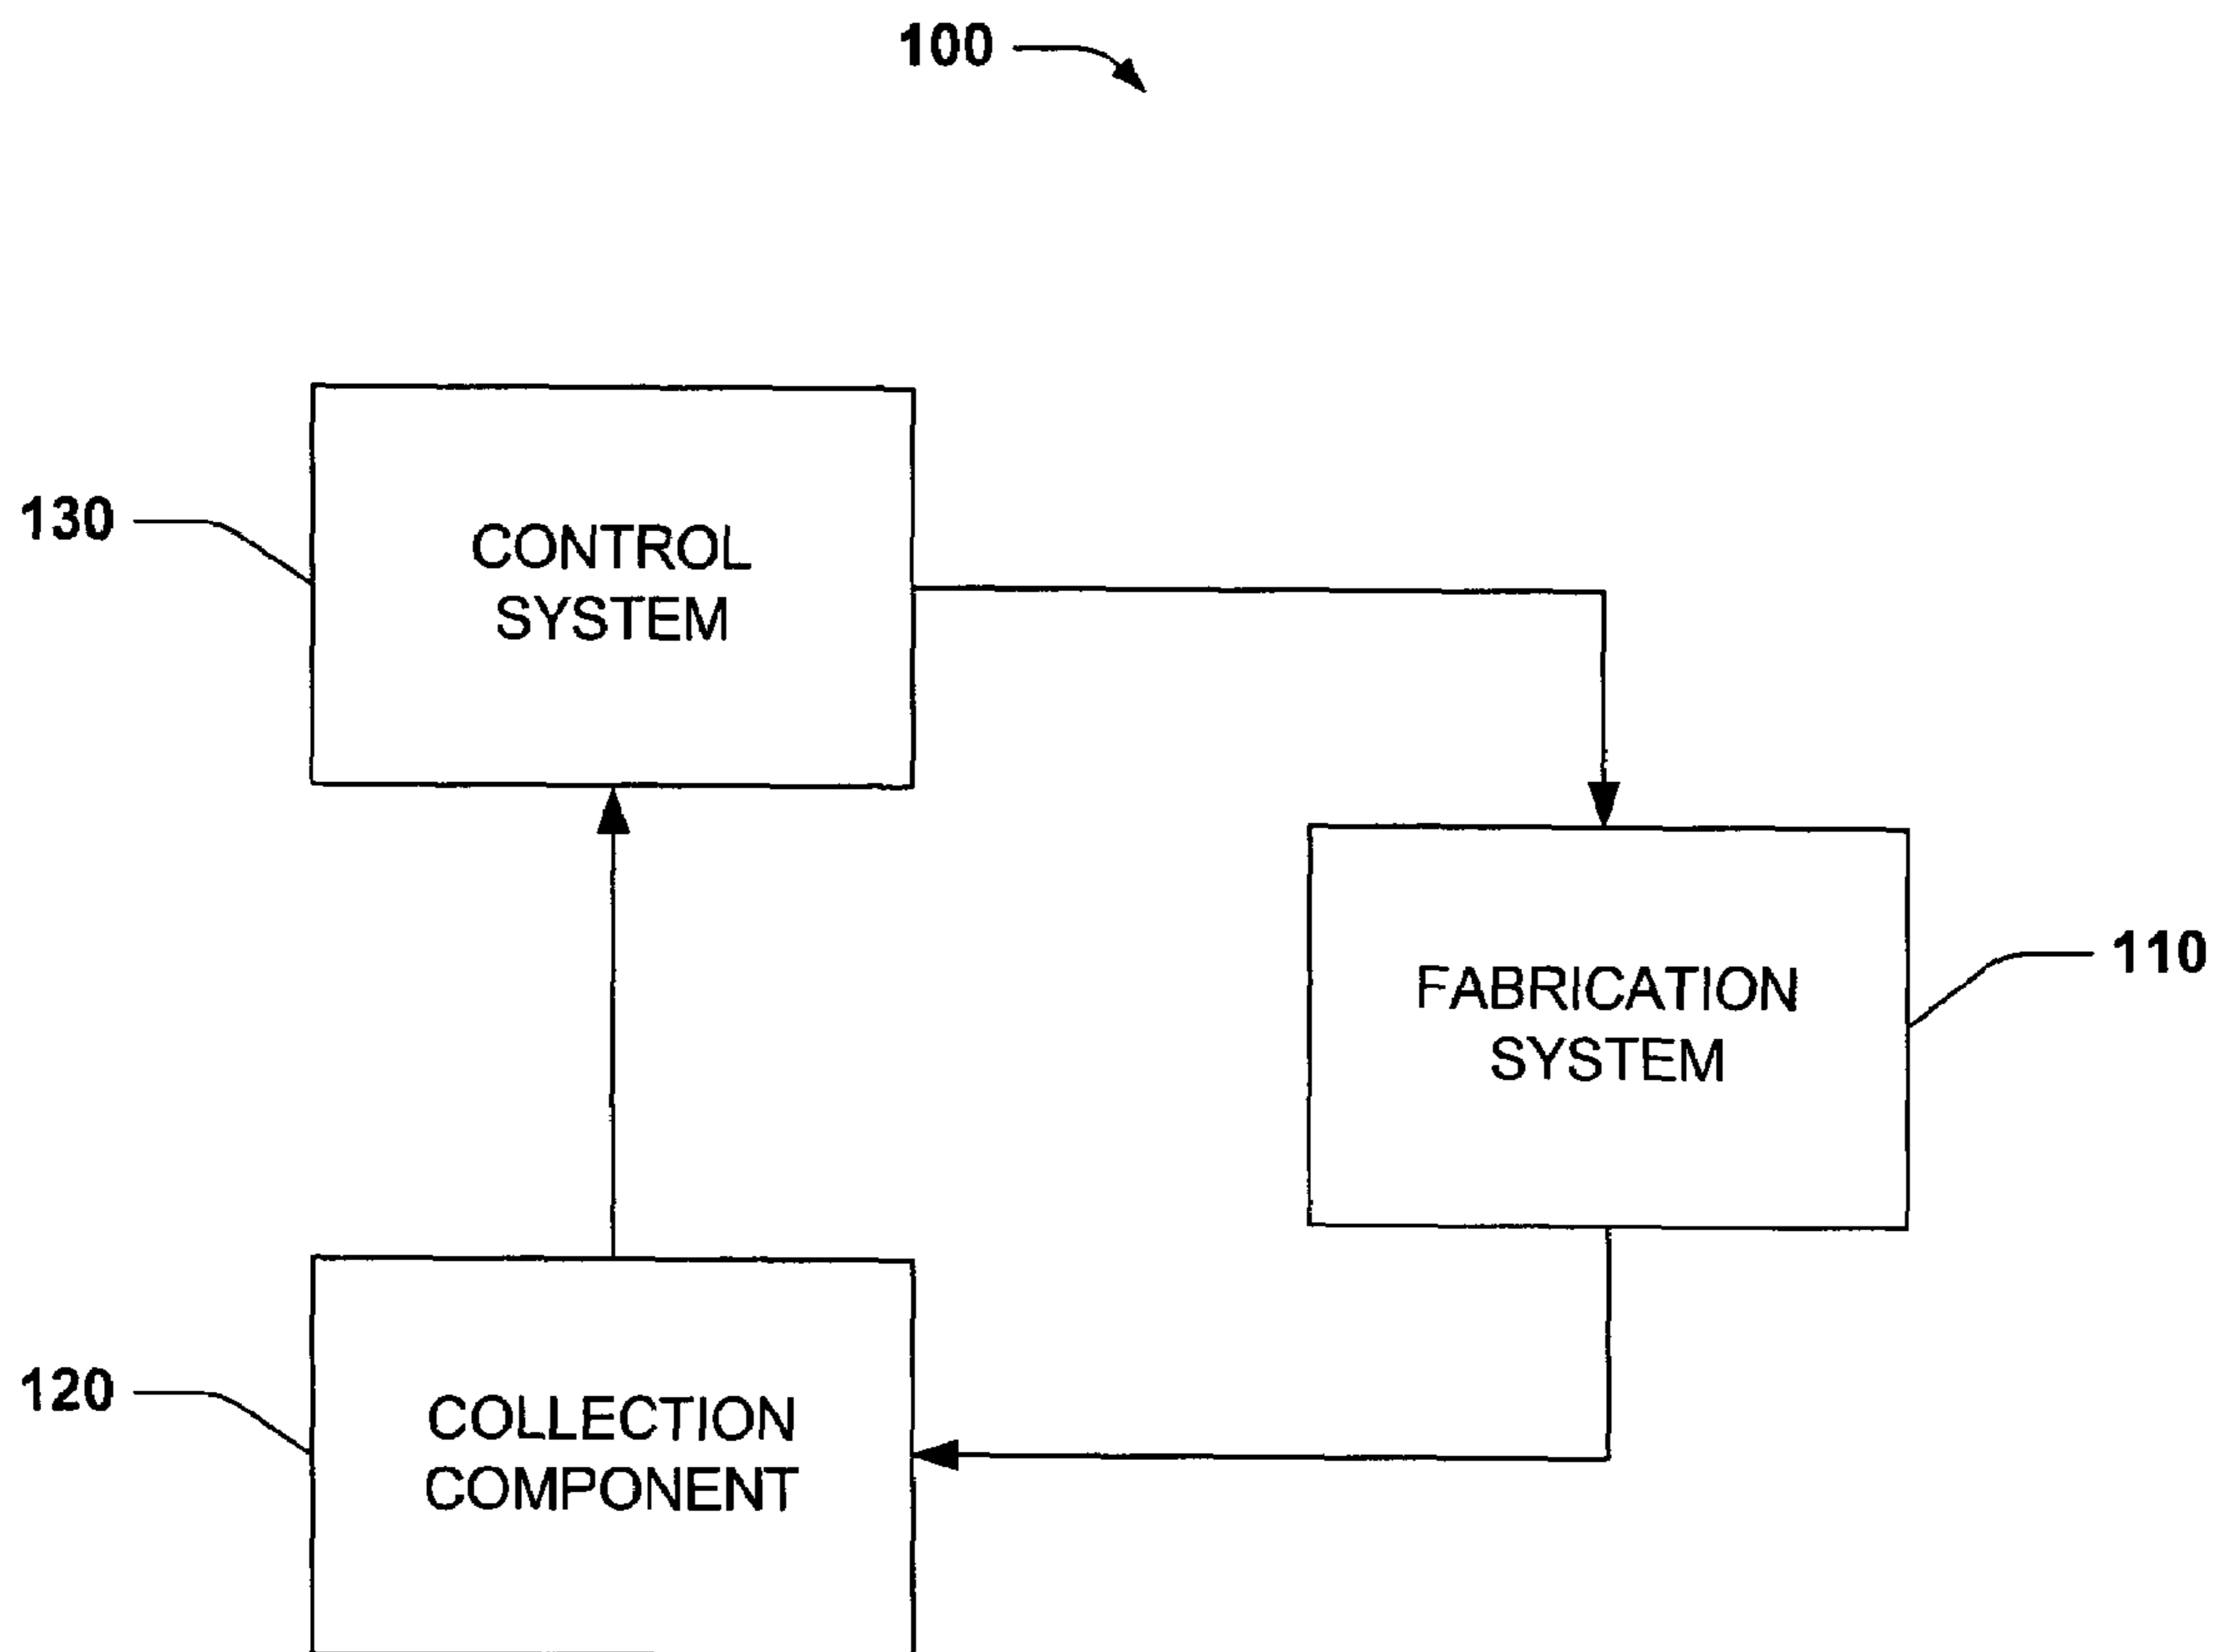 100
130
CONTROL
SYSTEM
110
FABRICATION
SYSTEM
120
COLLECTION
COMPONENT